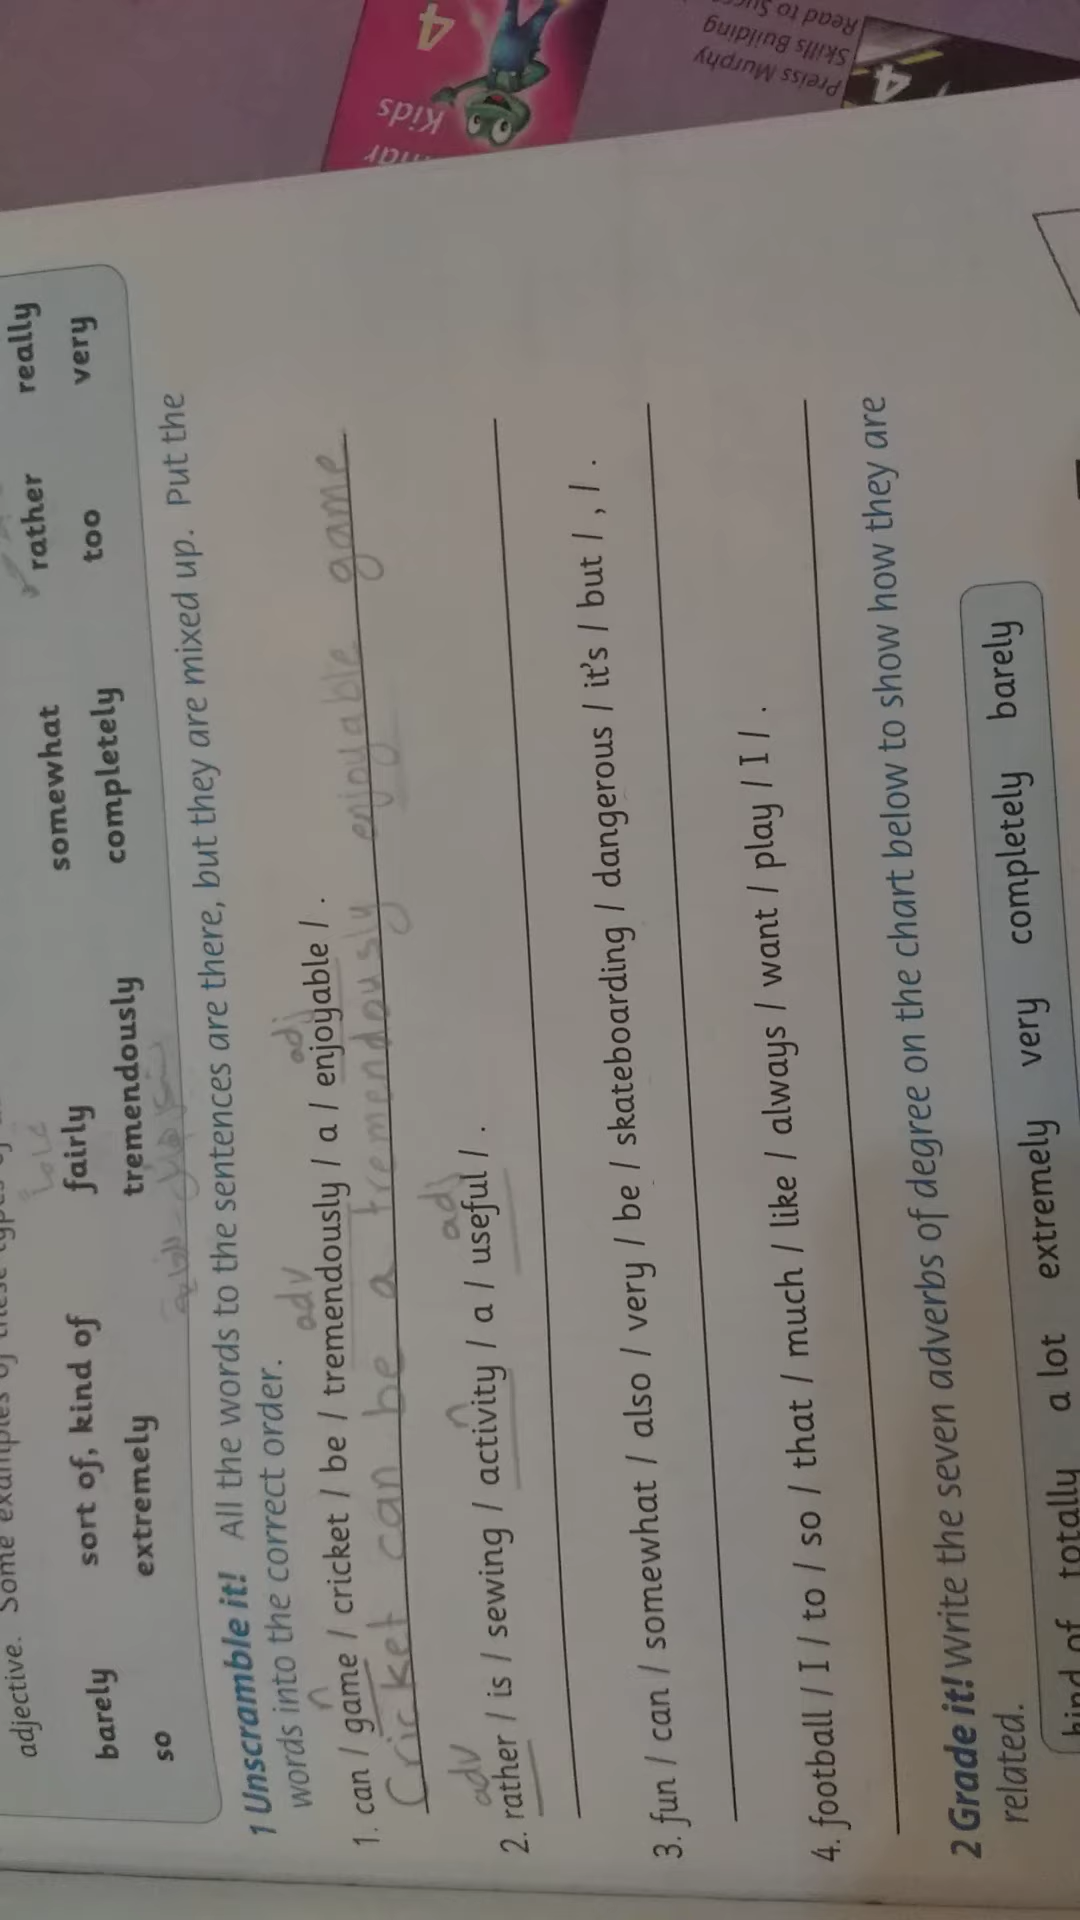 4
Kids
Read to
Skills Building
Preiss Murphy
4
adjective. Some examples of these types of
barely sort of, kind of fairly somewhat rather really
so extremely tremendously completely too very
1 Unscramble it! All the words to the sentences are there, but they are mixed up. Put the
words into the correct order.
n adv adj
1. can / game / cricket / be / tremendously / a / enjoyable / .
Cricket can be a tremendously enjoyable game
adv n adj
2. rather / is / sewing / activity / a / useful / .
3. fun / can / somewhat / also / very / be / skateboarding / dangerous / it's / but / , / .
4. football / I / to / so / that / much / like / always / want / play / I / .
2 Grade it! Write the seven adverbs of degree on the chart below to show how they are
related.
kind of totally a lot extremely very completely barely